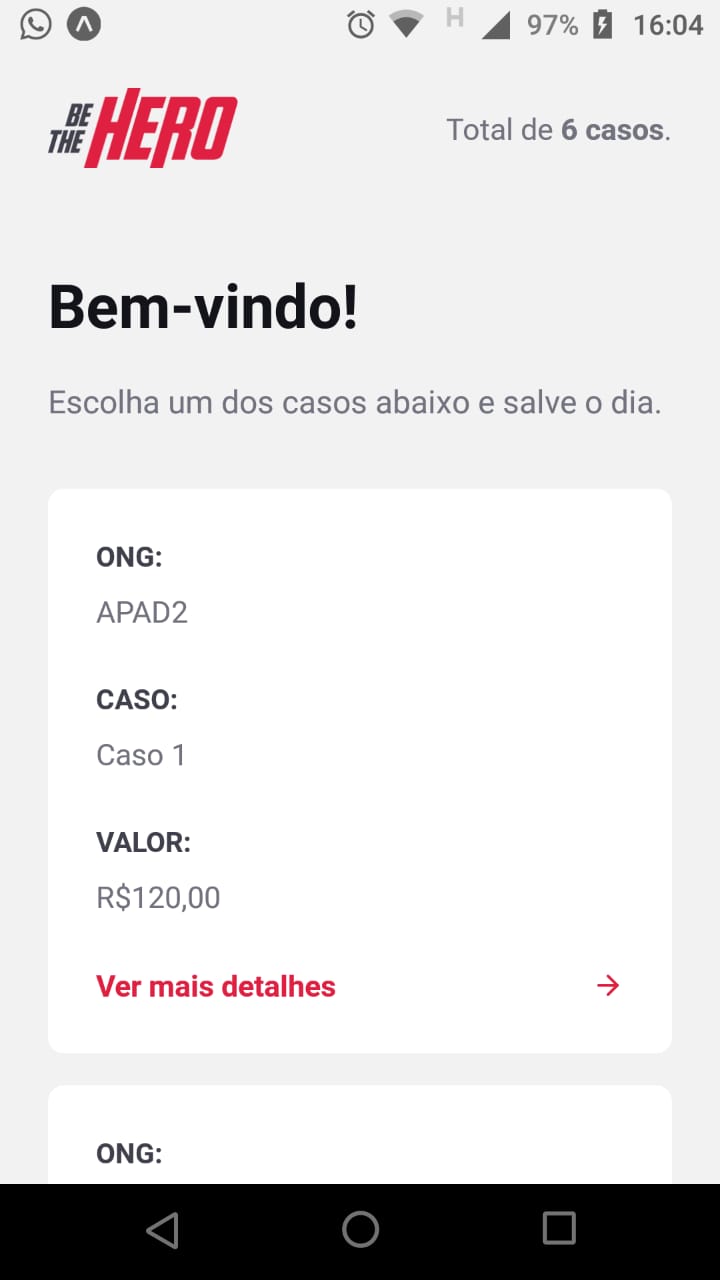 H 97% 16:04
BE THE HERO
Total de 6 casos.
Bem-vindo!
Escolha um dos casos abaixo e salve o dia.
ONG:
APAD2
CASO:
Caso 1
VALOR:
R$120,00
Ver mais detalhes
ONG: